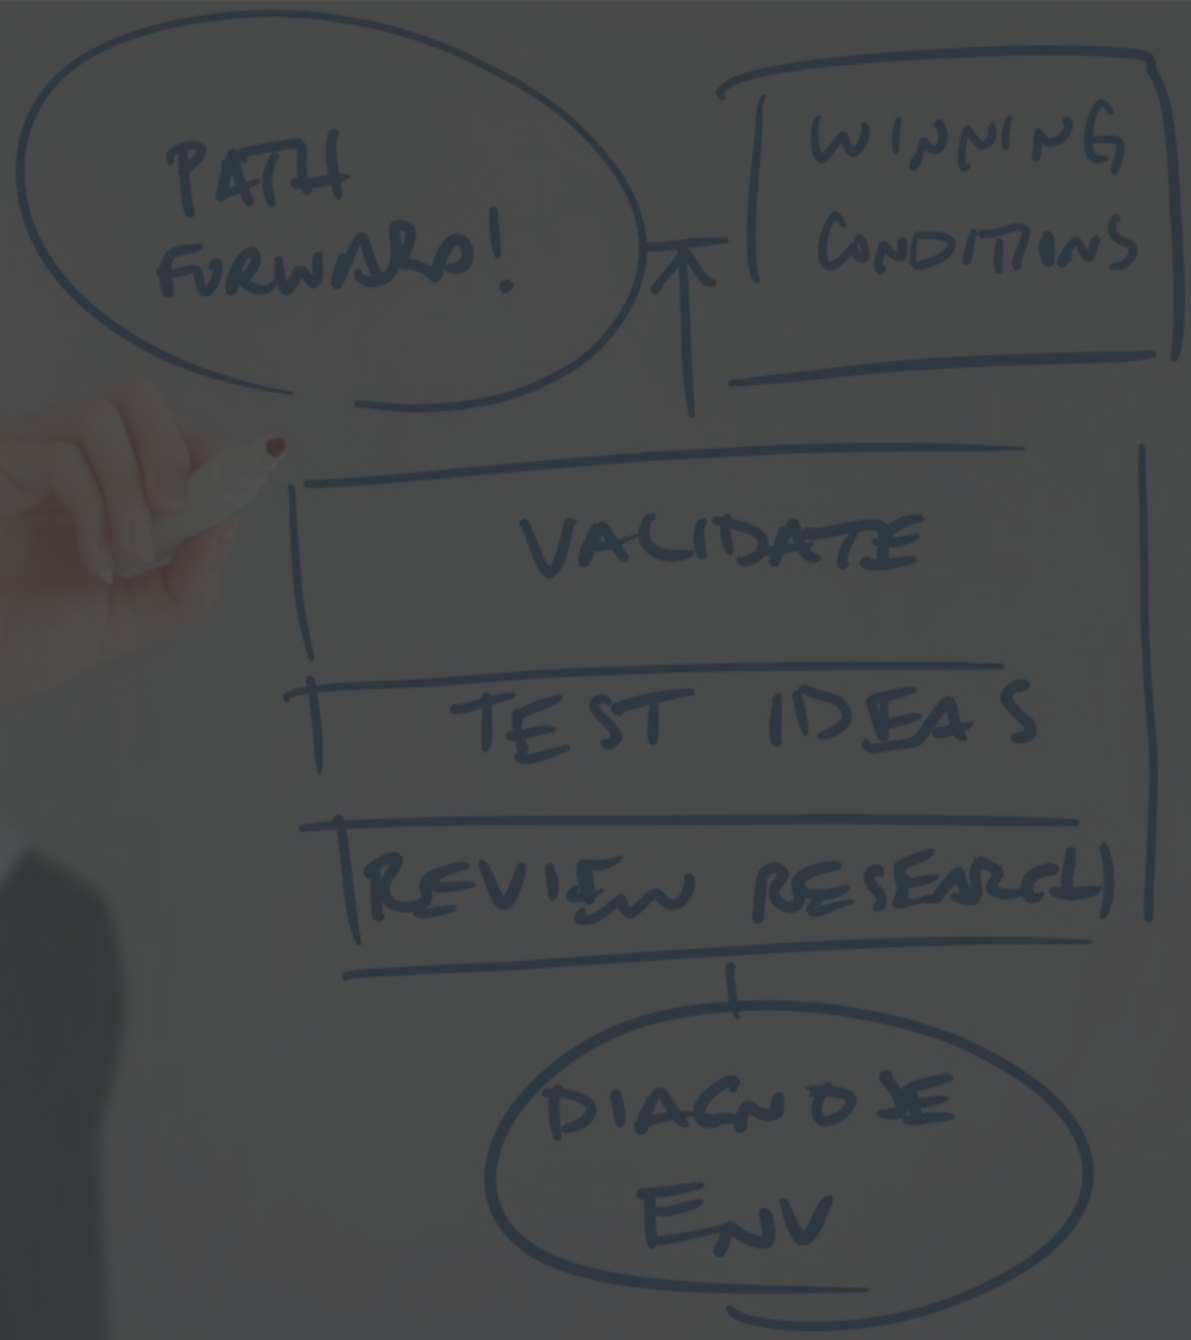 PATH
FORWARD!
WINNING
CONDITIONS
VALIDATE
TEST IDEAS
REVIEW RESEARCH
DIAGNOSE
ENV